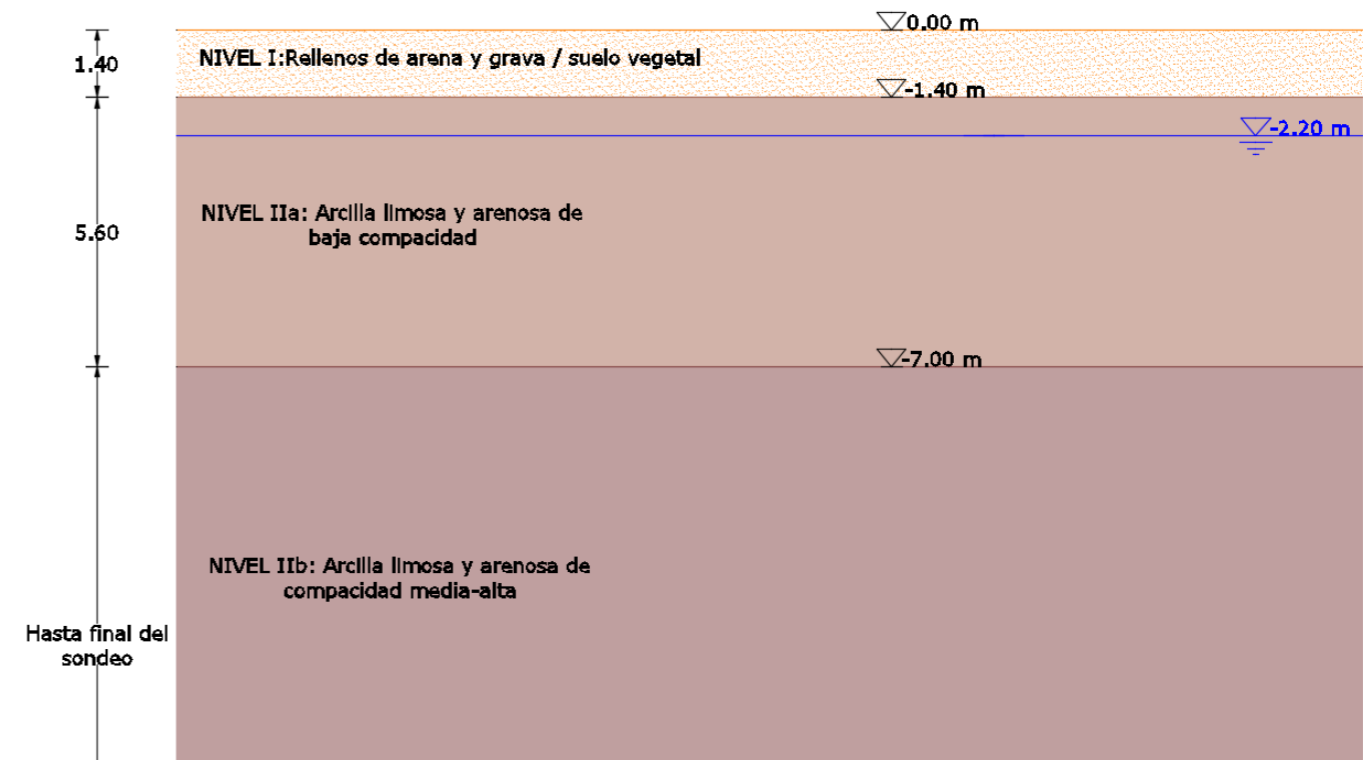 0.00 m
1.40
NIVEL I:Rellenos de arena y grava / suelo vegetal
-1.40 m
-2.20 m
NIVEL IIa: Arcilla limosa y arenosa de
baja compacidad
5.60
-7.00 m
NIVEL IIb: Arcilla limosa y arenosa de
compacidad media-alta
Hasta final del
sondeo